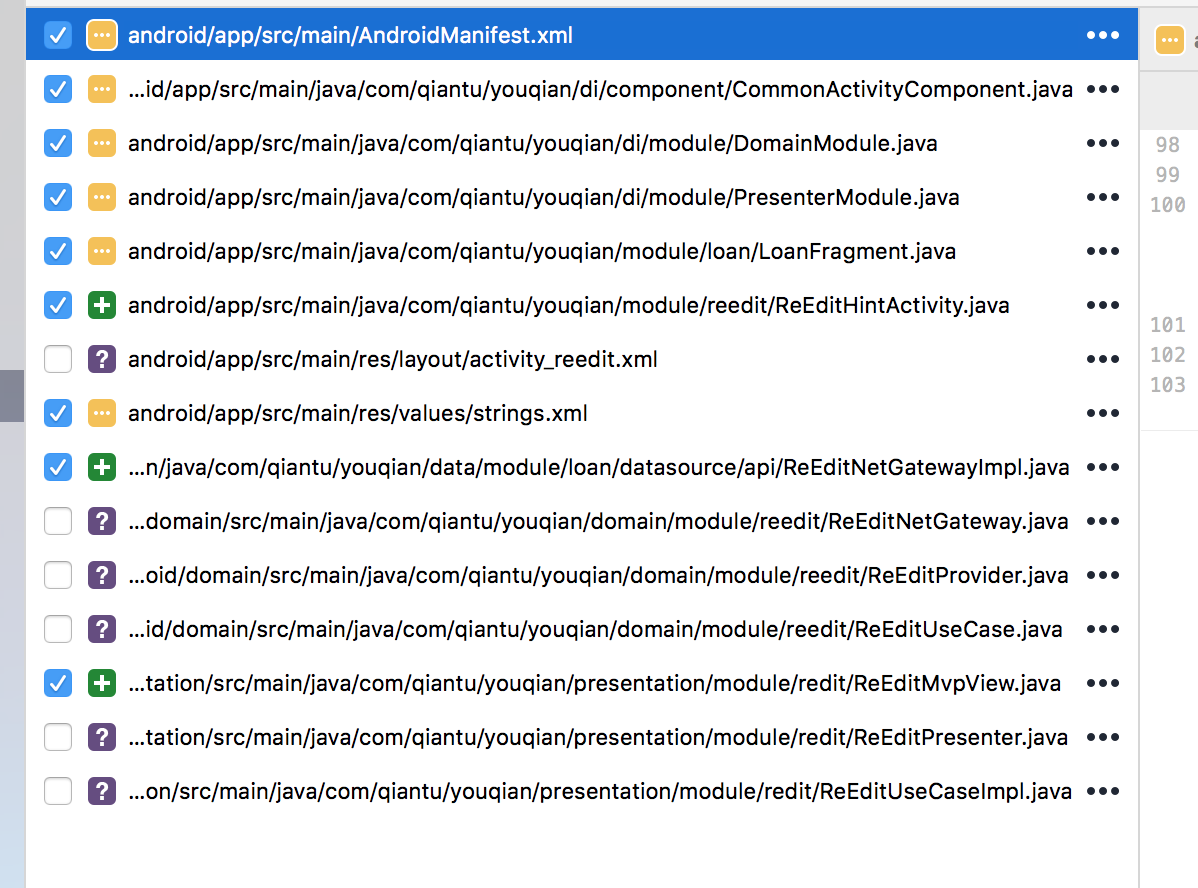 android/app/src/main/AndroidManifest.xml
...id/app/src/main/java/com/qiantu/youqian/di/component/CommonActivityComponent.java
android/app/src/main/java/com/qiantu/youqian/di/module/DomainModule.java
android/app/src/main/java/com/qiantu/youqian/di/module/PresenterModule.java
android/app/src/main/java/com/qiantu/youqian/module/loan/LoanFragment.java
android/app/src/main/java/com/qiantu/youqian/module/reedit/ReEditHintActivity.java
android/app/src/main/res/layout/activity_reedit.xml
android/app/src/main/res/values/strings.xml
...n/java/com/qiantu/youqian/data/module/loan/datasource/api/ReEditNetGatewayImpl.java
...domain/src/main/java/com/qiantu/youqian/domain/module/reedit/ReEditNetGateway.java
...oid/domain/src/main/java/com/qiantu/youqian/domain/module/reedit/ReEditProvider.java
...id/domain/src/main/java/com/qiantu/youqian/domain/module/reedit/ReEditUseCase.java
...tation/src/main/java/com/qiantu/youqian/presentation/module/redit/ReEditMvpView.java
...tation/src/main/java/com/qiantu/youqian/presentation/module/redit/ReEditPresenter.java
...on/src/main/java/com/qiantu/youqian/presentation/module/redit/ReEditUseCaseImpl.java
98
99
100
101
102
103